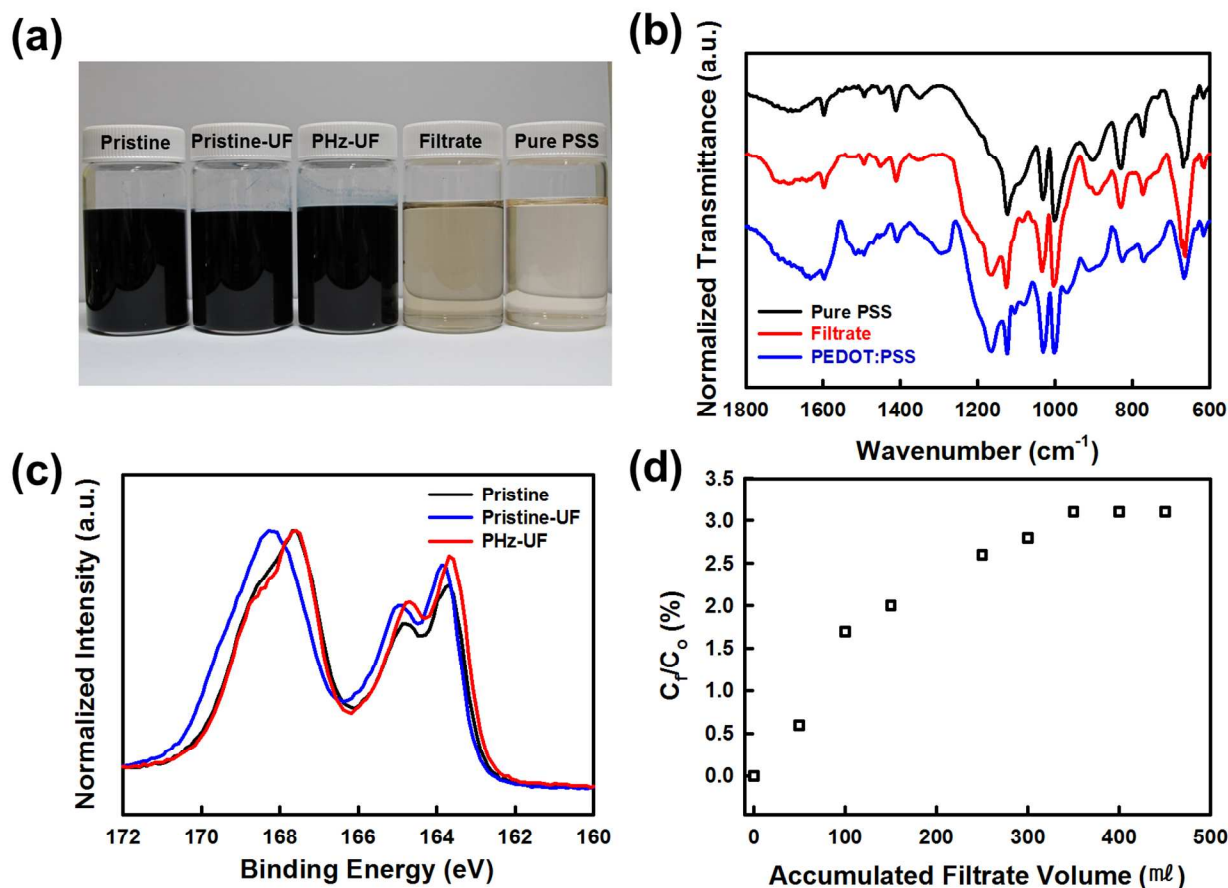 (a)
Pristine Pristine-UF PHz-UF Filtrate Pure PSS
(b)
Normalized Transmittance (a.u.)
Pure PSS
Filtrate
PEDOT:PSS
1800 1600 1400 1200 1000 800 600
Wavenumber (cm⁻¹)
(c)
Normalized Intensity (a.u.)
Pristine
Pristine-UF
PHz-UF
172 170 168 166 164 162 160
Binding Energy (eV)
(d)
C_f/C_o (%)
3.5
3.0
2.5
2.0
1.5
1.0
0.5
0.0
0 100 200 300 400 500
Accumulated Filtrate Volume (㎖)